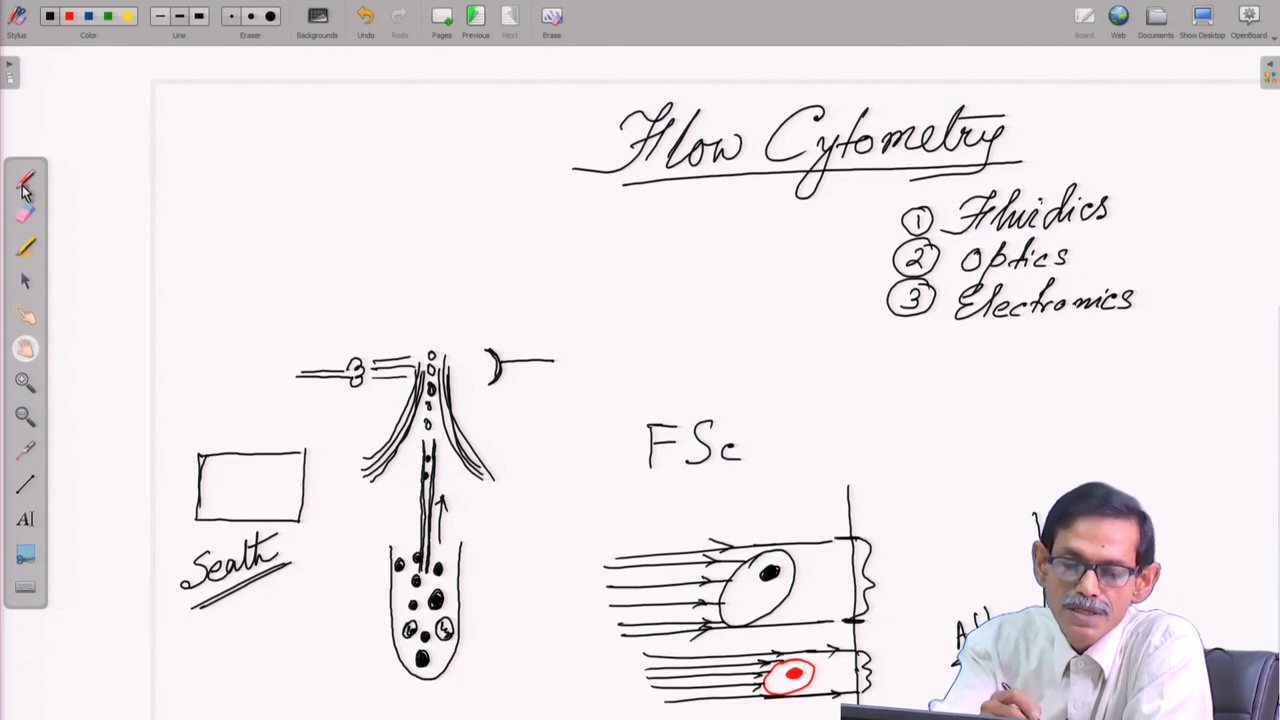 Stylus
Color
Line
Eraser
Backgrounds
Undo
Redo
Pages
Previous
Next
Erase
Board
Web
Documents
Show Desktop
OpenBoard
Flow Cytometry
1 Fluidics
2 Optics
3 Electronics
FSc
Seath
AI